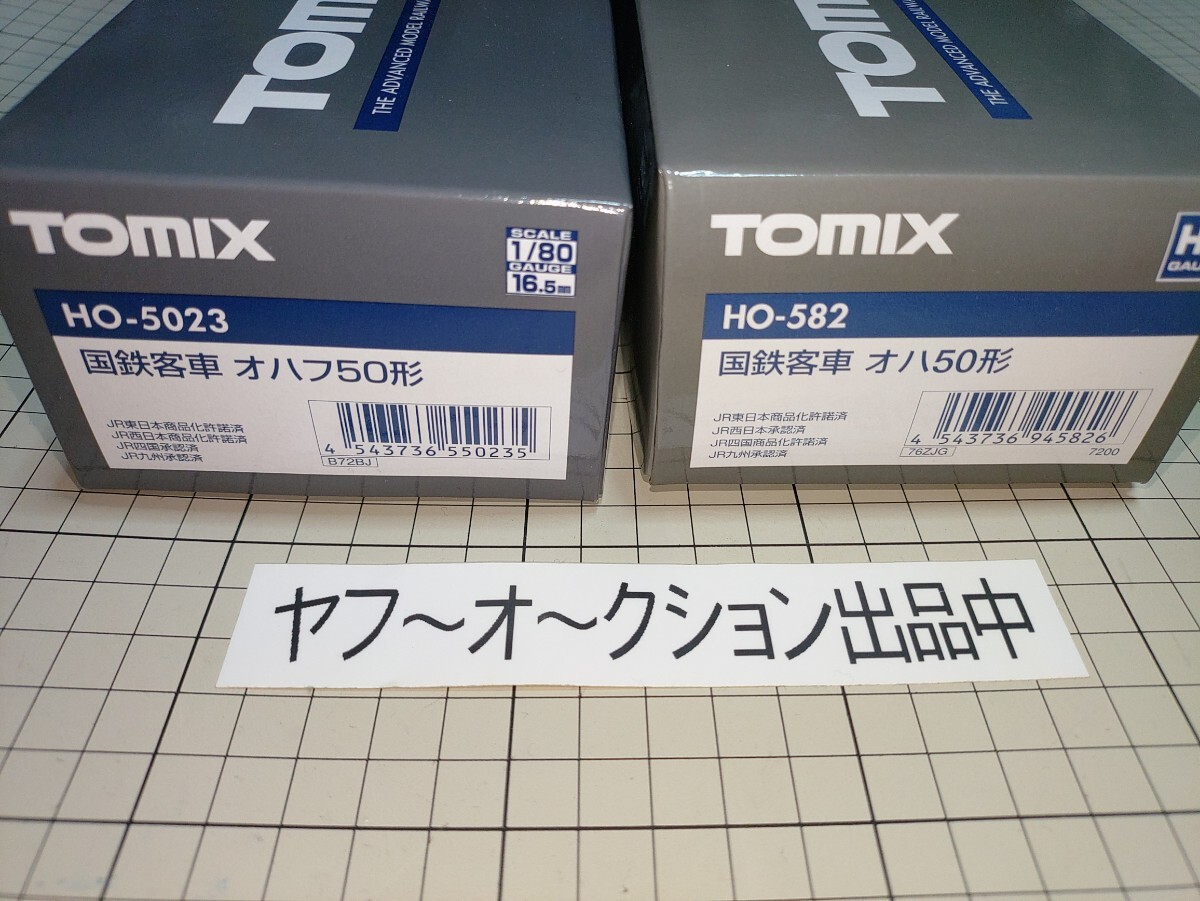 TOMIX
THE ADVANCED MODEL
TOMIX
SCALE
1/80
GAUGE
16.5mm
HO-5023
国鉄客車 オハフ50形
JR東日本商品化許諾済
JR西日本商品化許諾済
JR四国承認済
JR九州承認済
4 543736 550235
B72BJ
TOMIX
THE ADVANCED MODEL
TOMIX
HO-582
国鉄客車 オハ50形
JR東日本商品化許諾済
JR西日本承認済
JR四国商品化許諾済
JR九州承認済
4 543736 945826
76ZJG
7200
ヤフ～オ～クション出品中